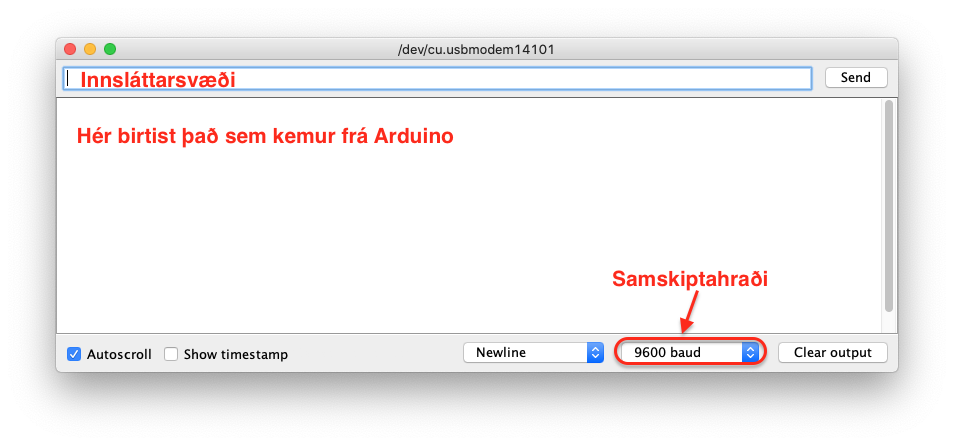 /dev/cu.usbmodem14101
Innsláttarsvæði
Send
Hér birtist það sem kemur frá Arduino
Samskiptahraði
Autoscroll
Show timestamp
Newline
9600 baud
Clear output